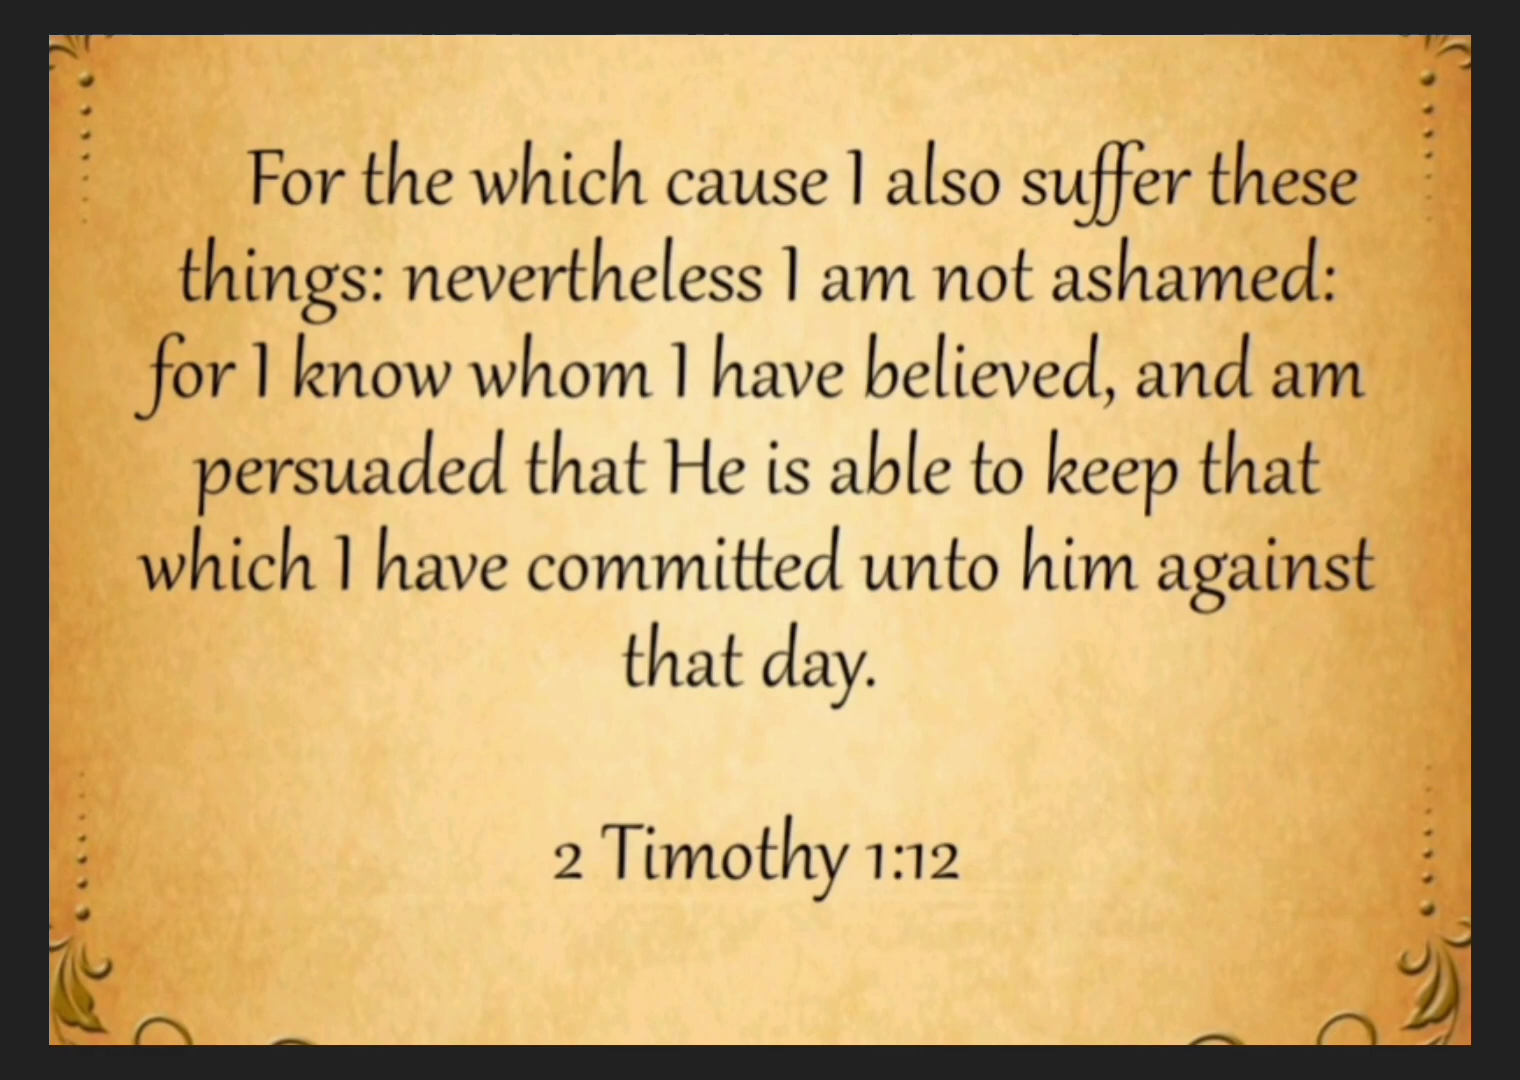 For the which cause I also suffer these
things: nevertheless I am not ashamed:
for I know whom I have believed, and am
persuaded that He is able to keep that
which I have committed unto him against
that day.
2 Timothy 1:12